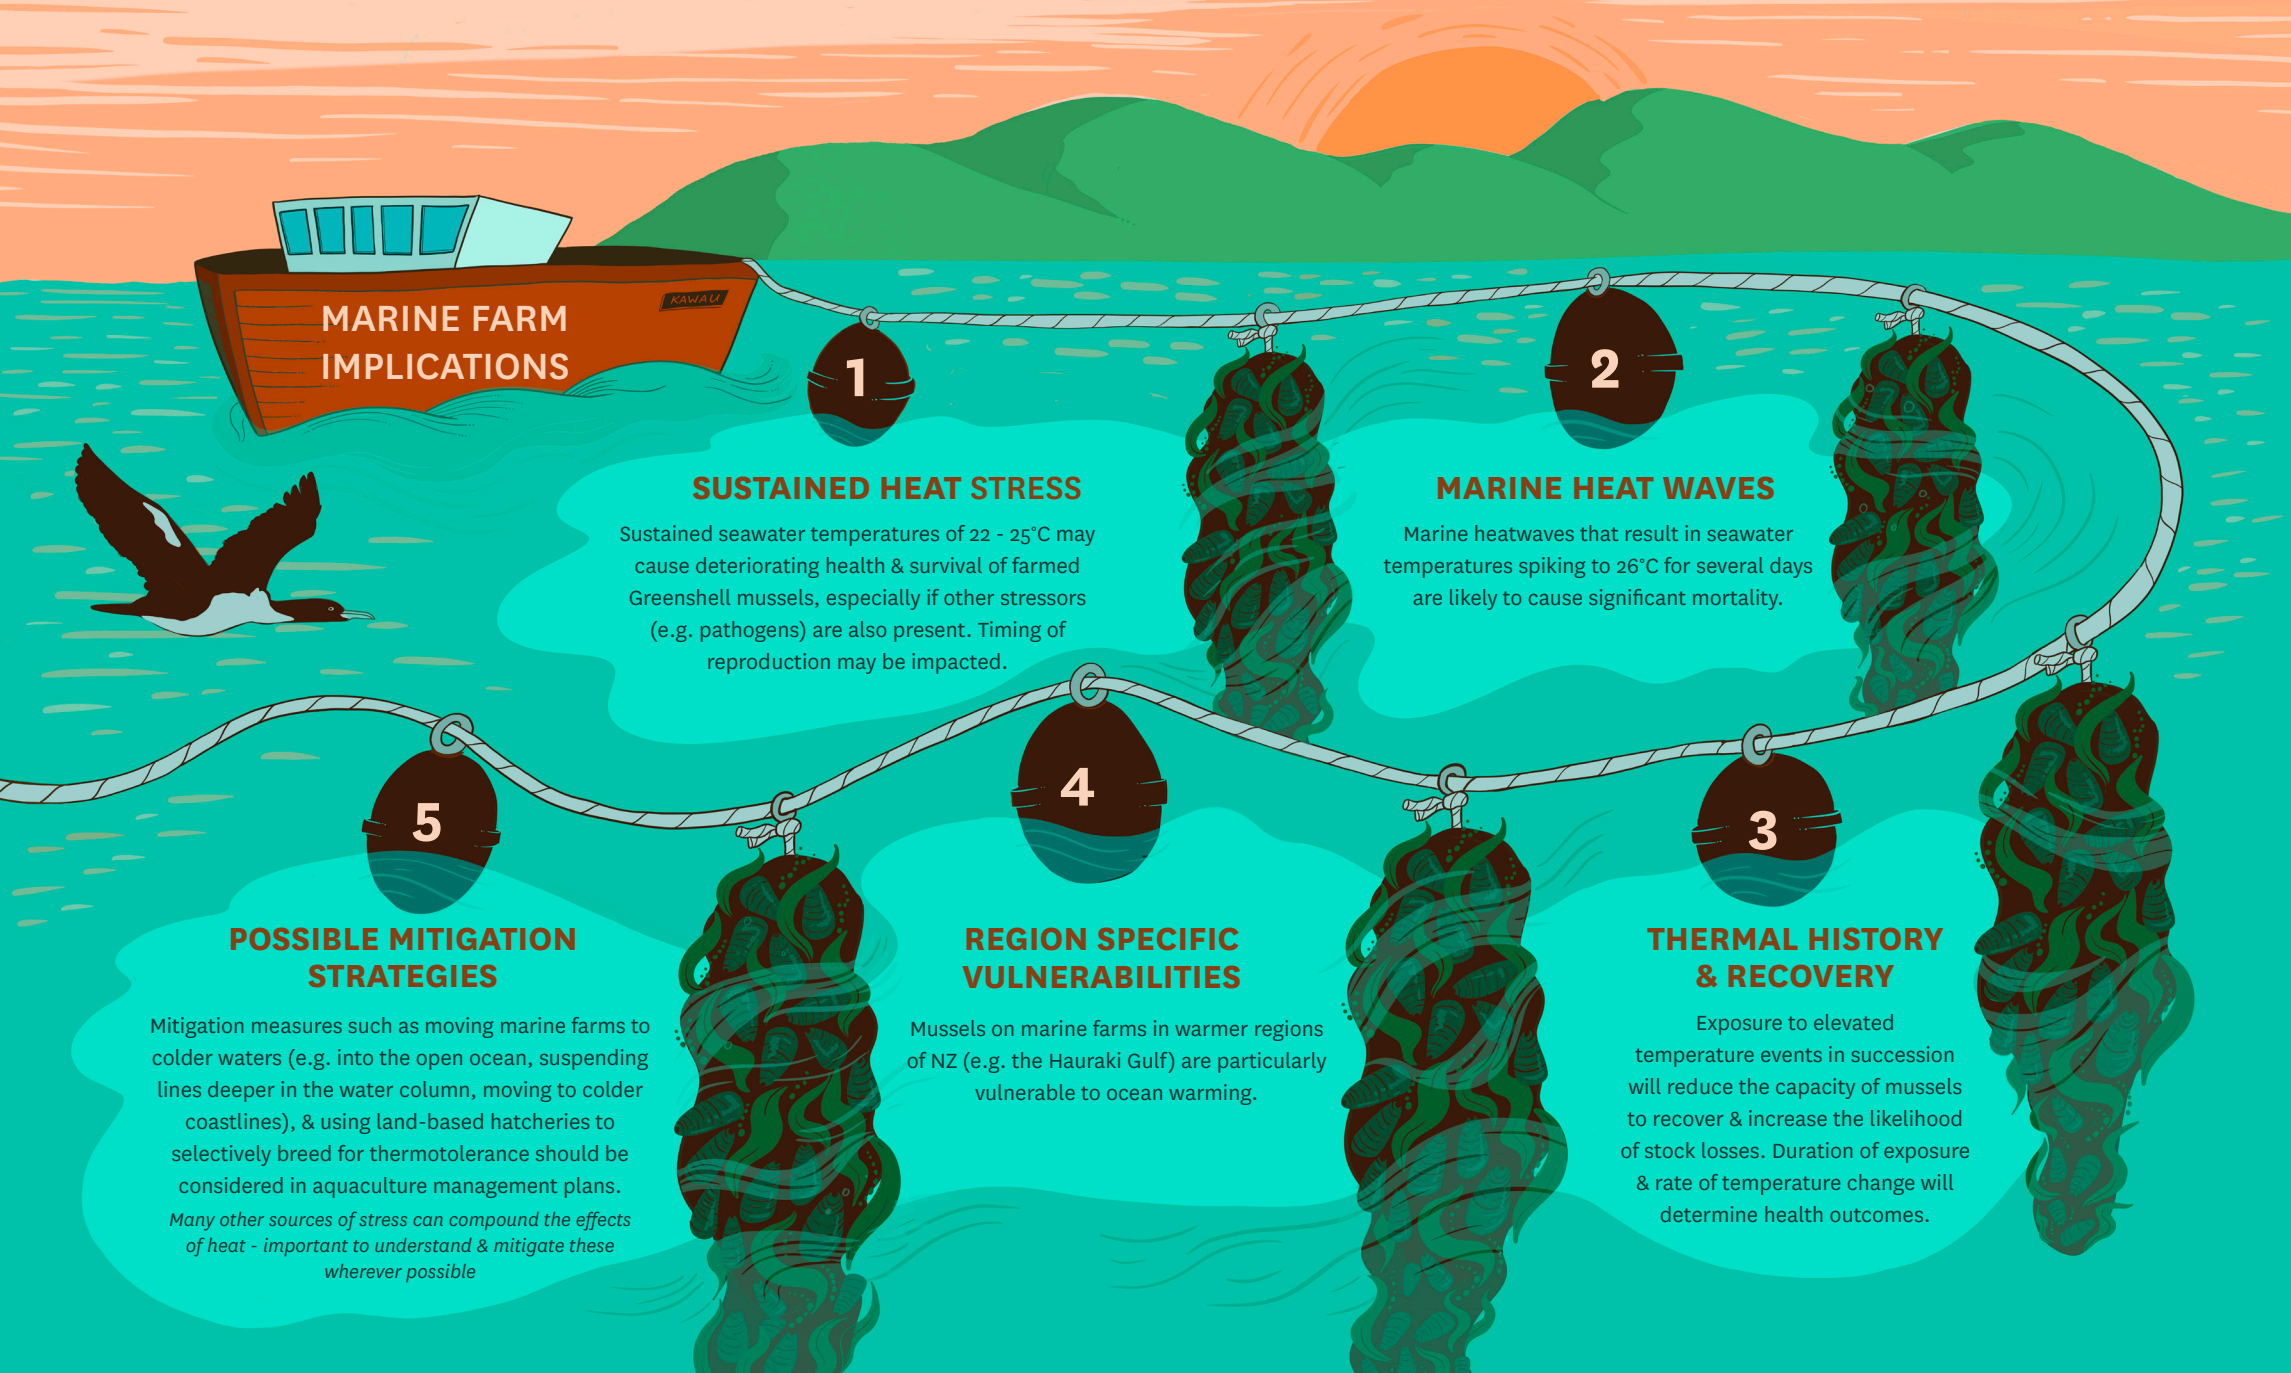 MARINE FARM
IMPLICATIONS
KAWAU
1
SUSTAINED HEAT STRESS
Sustained seawater temperatures of 22 - 25°C may
cause deteriorating health & survival of farmed
Greenshell mussels, especially if other stressors
(e.g. pathogens) are also present. Timing of
reproduction may be impacted.
2
MARINE HEAT WAVES
Marine heatwaves that result in seawater
temperatures spiking to 26°C for several days
are likely to cause significant mortality.
3
THERMAL HISTORY
& RECOVERY
Exposure to elevated
temperature events in succession
will reduce the capacity of mussels
to recover & increase the likelihood
of stock losses. Duration of exposure
& rate of temperature change will
determine health outcomes.
4
REGION SPECIFIC
VULNERABILITIES
Mussels on marine farms in warmer regions
of NZ (e.g. the Hauraki Gulf) are particularly
vulnerable to ocean warming.
5
POSSIBLE MITIGATION
STRATEGIES
Mitigation measures such as moving marine farms to
colder waters (e.g. into the open ocean, suspending
lines deeper in the water column, moving to colder
coastlines), & using land-based hatcheries to
selectively breed for thermotolerance should be
considered in aquaculture management plans.
Many other sources of stress can compound the effects
of heat - important to understand & mitigate these
wherever possible